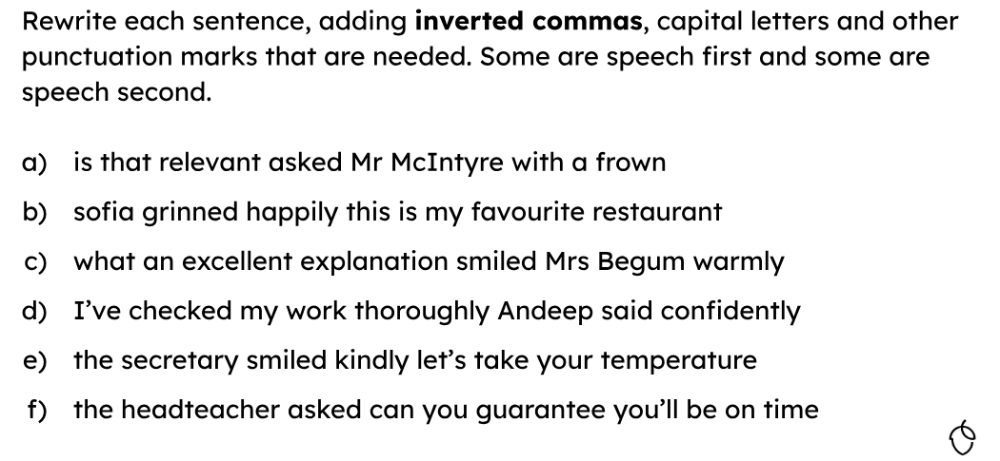 Rewrite each sentence, adding inverted commas, capital letters and other
punctuation marks that are needed. Some are speech first and some are
speech second.
a) is that relevant asked Mr McIntyre with a frown
b) sofia grinned happily this is my favourite restaurant
c) what an excellent explanation smiled Mrs Begum warmly
d) I’ve checked my work thoroughly Andeep said confidently
e) the secretary smiled kindly let’s take your temperature
f) the headteacher asked can you guarantee you’ll be on time